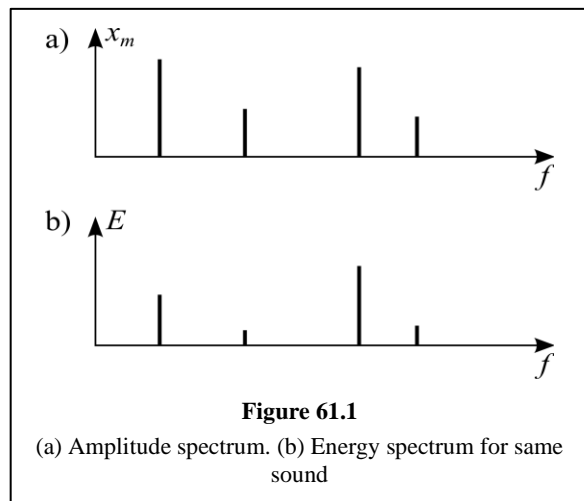 a) x_m
f
b) E
f
Figure 61.1
(a) Amplitude spectrum. (b) Energy spectrum for same
sound